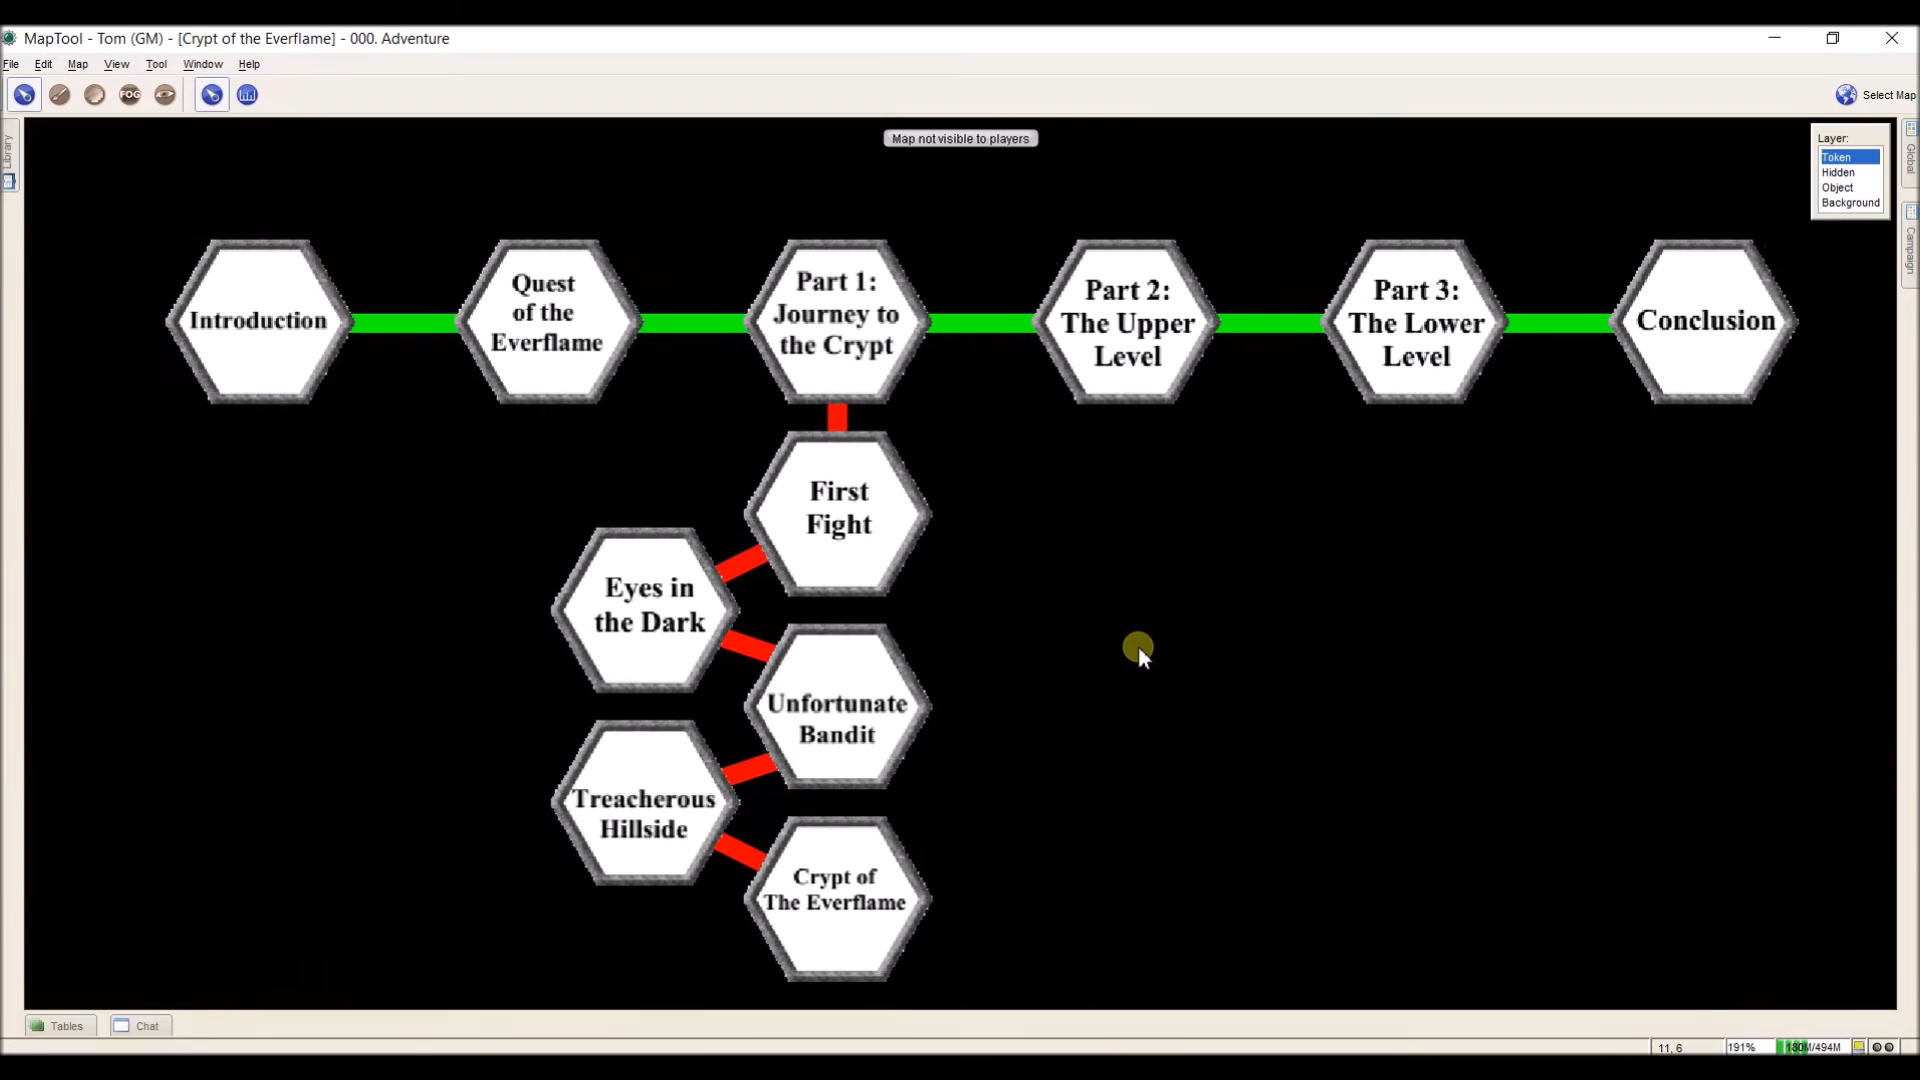 MapTool - Tom (GM) - [Crypt of the Everflame] - 000. Adventure
File Edit Map View Tool Window Help
FOG
Select Map
Library
Map not visible to players
Layer:
Token
Hidden
Object
Background
Global
Campaign
Introduction
Quest
of the
Everflame
Part 1:
Journey to
the Crypt
Part 2:
The Upper
Level
Part 3:
The Lower
Level
Conclusion
First
Fight
Eyes in
the Dark
Unfortunate
Bandit
Treacherous
Hillside
Crypt of
The Everflame
Tables
Chat
11, 6
191%
180M/494M